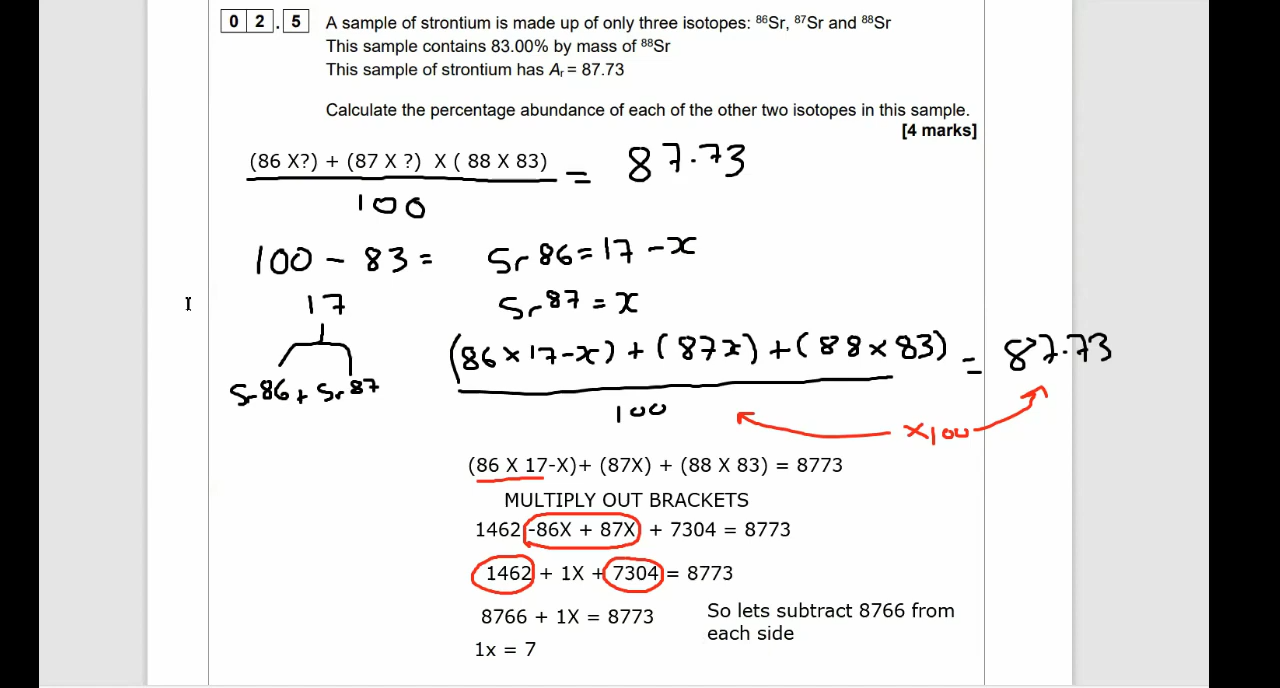 02.5 A sample of strontium is made up of only three isotopes: ⁸⁶Sr, ⁸⁷Sr and ⁸⁸Sr
This sample contains 83.00% by mass of ⁸⁸Sr
This sample of strontium has Aᵣ = 87.73
Calculate the percentage abundance of each of the other two isotopes in this sample.
[4 marks]
(86 X?) + (87 X ?) X ( 88 X 83) = 87.73
100
100 - 83 = Sr 86 = 17 - x
17 Sr 87 = x
(86 × 17 - x) + (87x) + (88 × 83) = 87.73
Sr 86 + Sr 87
100
×100
(86 X 17-X)+ (87X) + (88 X 83) = 8773
MULTIPLY OUT BRACKETS
1462 -86X + 87X + 7304 = 8773
1462 + 1X + 7304 = 8773
8766 + 1X = 8773 So lets subtract 8766 from
each side
1x = 7